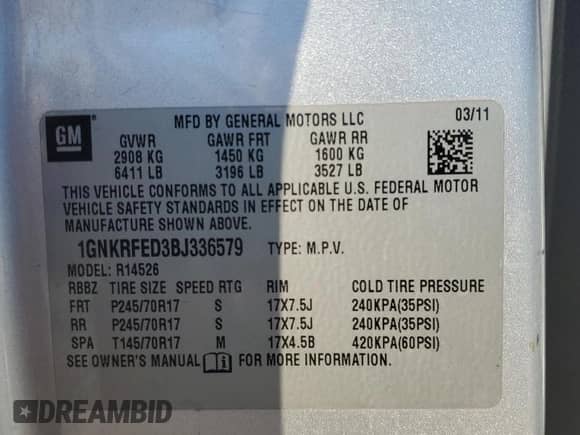 GM
MFD BY GENERAL MOTORS LLC 03/11
GVWR GAWR FRT GAWR RR
2908 KG 1450 KG 1600 KG
6411 LB 3196 LB 3527 LB
THIS VEHICLE CONFORMS TO ALL APPLICABLE U.S. FEDERAL MOTOR
VEHICLE SAFETY STANDARDS IN EFFECT ON THE DATE OF
MANUFACTURE SHOWN ABOVE.
1GNKRFED3BJ336579 TYPE: M.P.V.
MODEL: R14526
RBBZ TIRE SIZE SPEED RTG RIM COLD TIRE PRESSURE
FRT P245/70R17 S 17X7.5J 240KPA(35PSI)
RR P245/70R17 S 17X7.5J 240KPA(35PSI)
SPA T145/70R17 M 17X4.5B 420KPA(60PSI)
SEE OWNER'S MANUAL FOR MORE INFORMATION.
DREAMBID